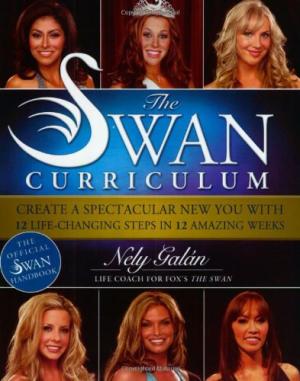 The
SWAN
CURRICULUM
CREATE A SPECTACULAR NEW YOU WITH
12 LIFE-CHANGING STEPS IN 12 AMAZING WEEKS
THE OFFICIAL
SWAN
HANDBOOK
Nely Galán
LIFE COACH FOR FOX'S THE SWAN